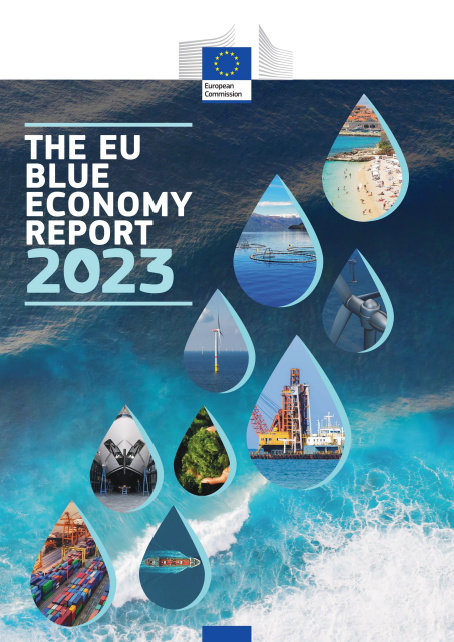 European
Commission
THE EU
BLUE
ECONOMY
REPORT
2023